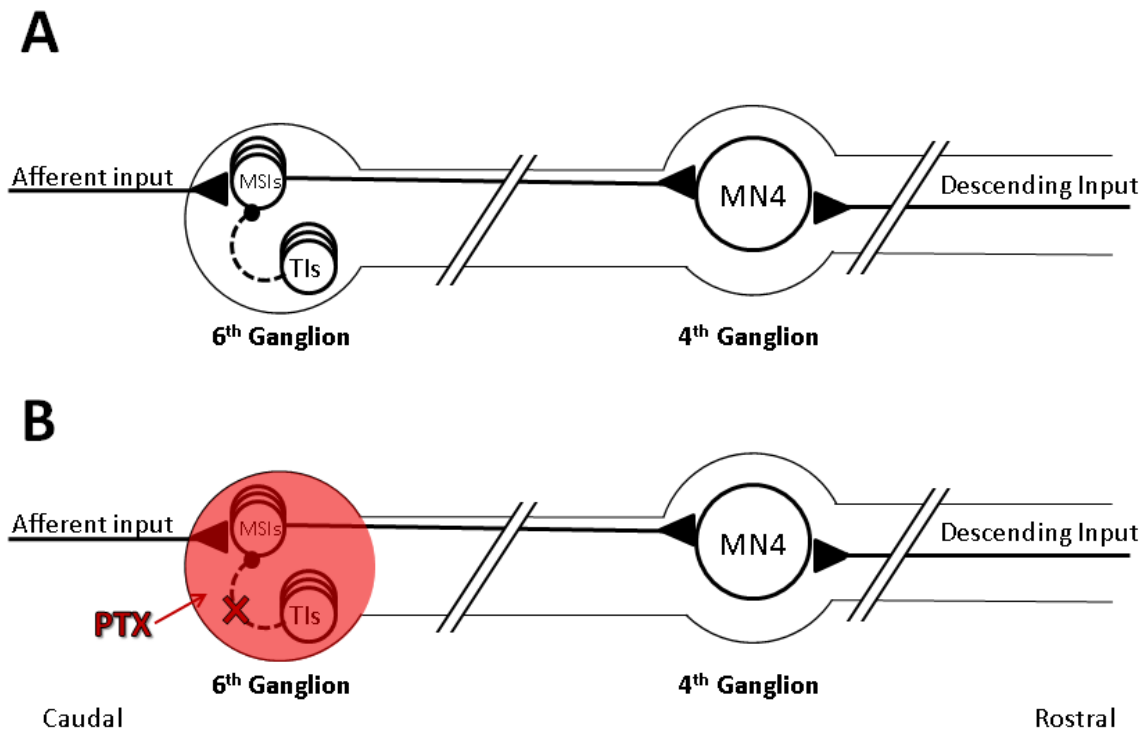 A
Afferent input
MSIs
MN4
Descending Input
TIs
6th Ganglion
4th Ganglion
B
Afferent input
MSIs
MN4
Descending Input
PTX
TIs
6th Ganglion
4th Ganglion
Caudal
Rostral